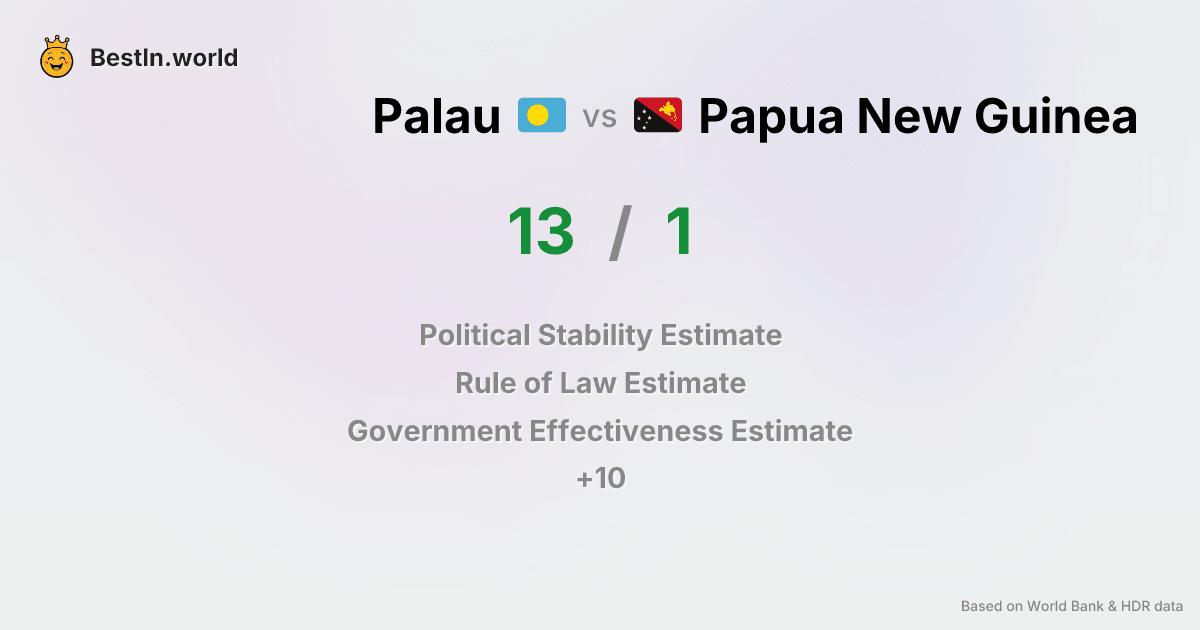 BestIn.world
Palau vs Papua New Guinea
13 / 1
Political Stability Estimate
Rule of Law Estimate
Government Effectiveness Estimate
+10
Based on World Bank & HDR data